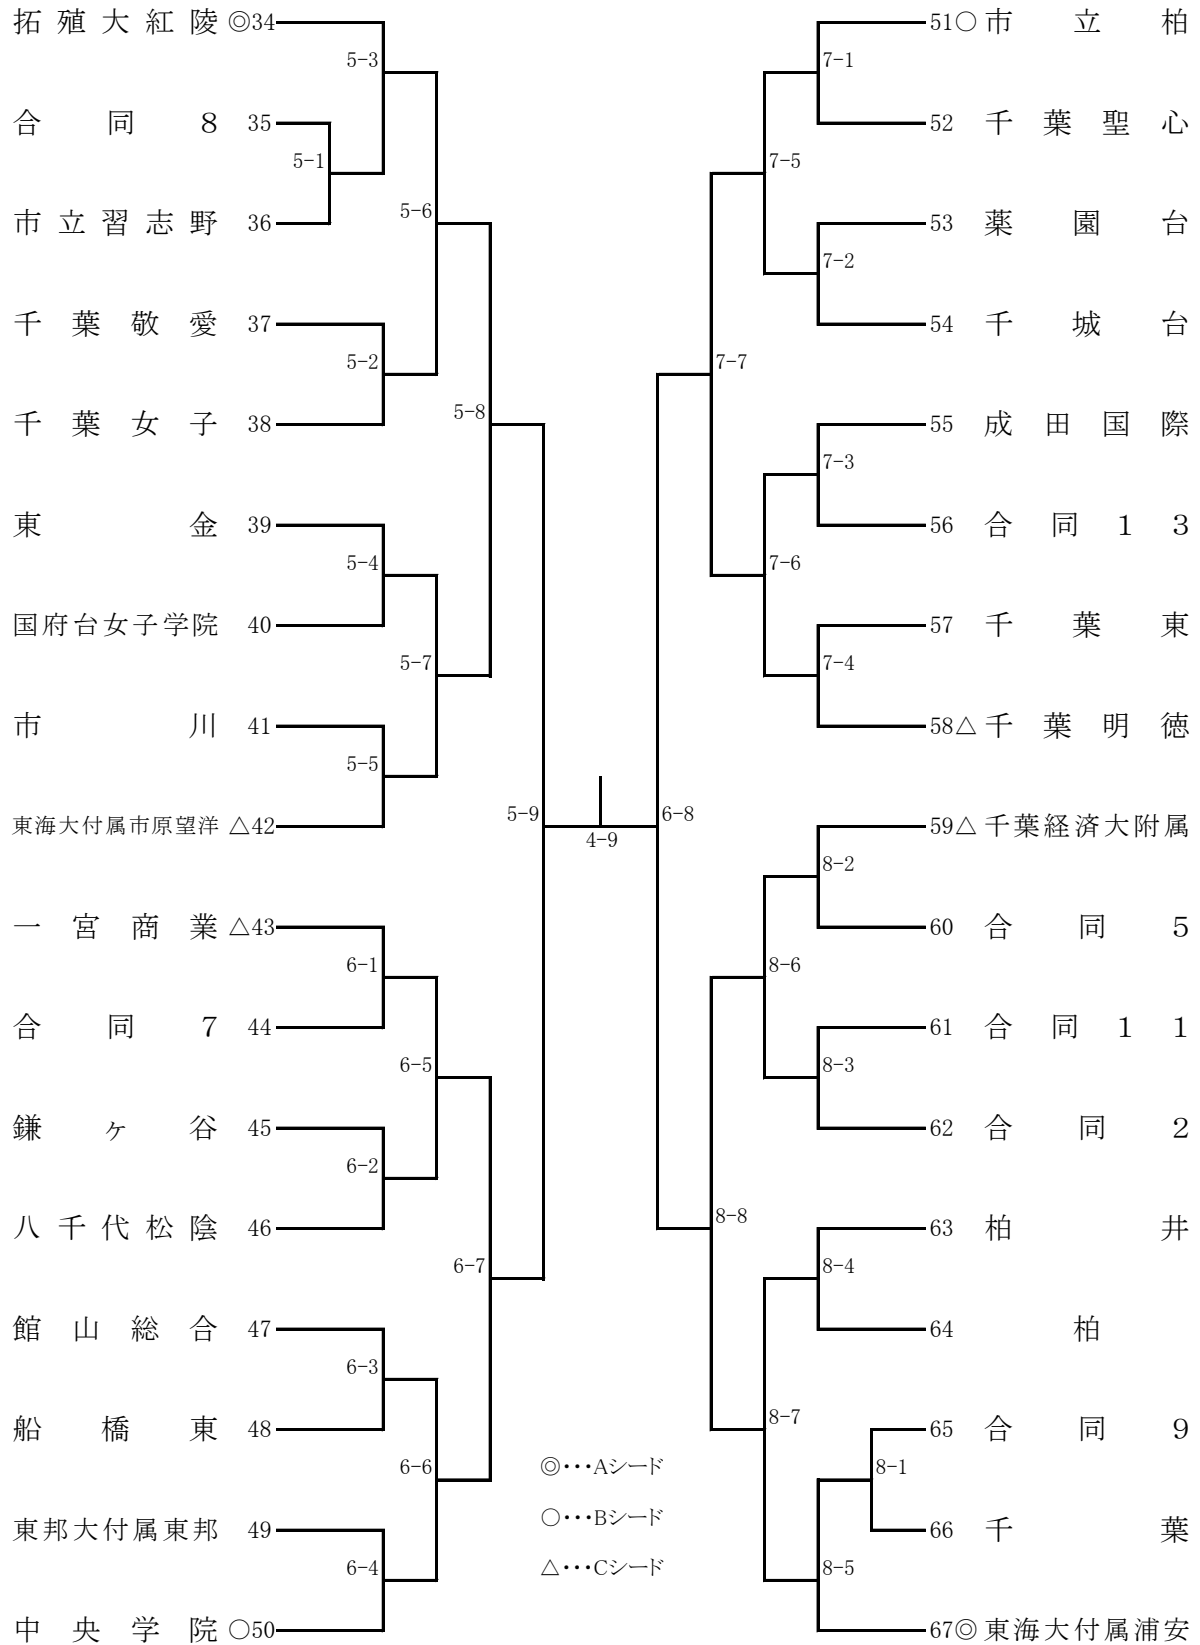 拓殖大紅陵 ◎34
5-3
合同８ 35
5-1
市立習志野 36
5-6
千葉敬愛 37
5-2
千葉女子 38
5-8
東金 39
5-4
国府台女子学院 40
5-7
市川 41
5-5
東海大付属市原望洋 △42
5-9
一宮商業 △43
6-1
合同７ 44
6-5
鎌ヶ谷 45
6-2
八千代松陰 46
6-7
館山総合 47
6-3
船橋東 48
6-6
東邦大付属東邦 49
6-4
中央学院 ○50
4-9
◎・・・Aシード
○・・・Bシード
△・・・Cシード
51○ 市立柏
7-1
52 千葉聖心
7-5
53 薬園台
7-2
54 千城台
7-7
55 成田国際
7-3
56 合同１３
7-6
57 千葉東
7-4
58△ 千葉明徳
6-8
59△ 千葉経済大附属
8-2
60 合同５
8-6
61 合同１１
8-3
62 合同２
8-8
63 柏井
8-4
64 柏
8-7
65 合同９
8-1
66 千葉
8-5
67◎ 東海大付属浦安